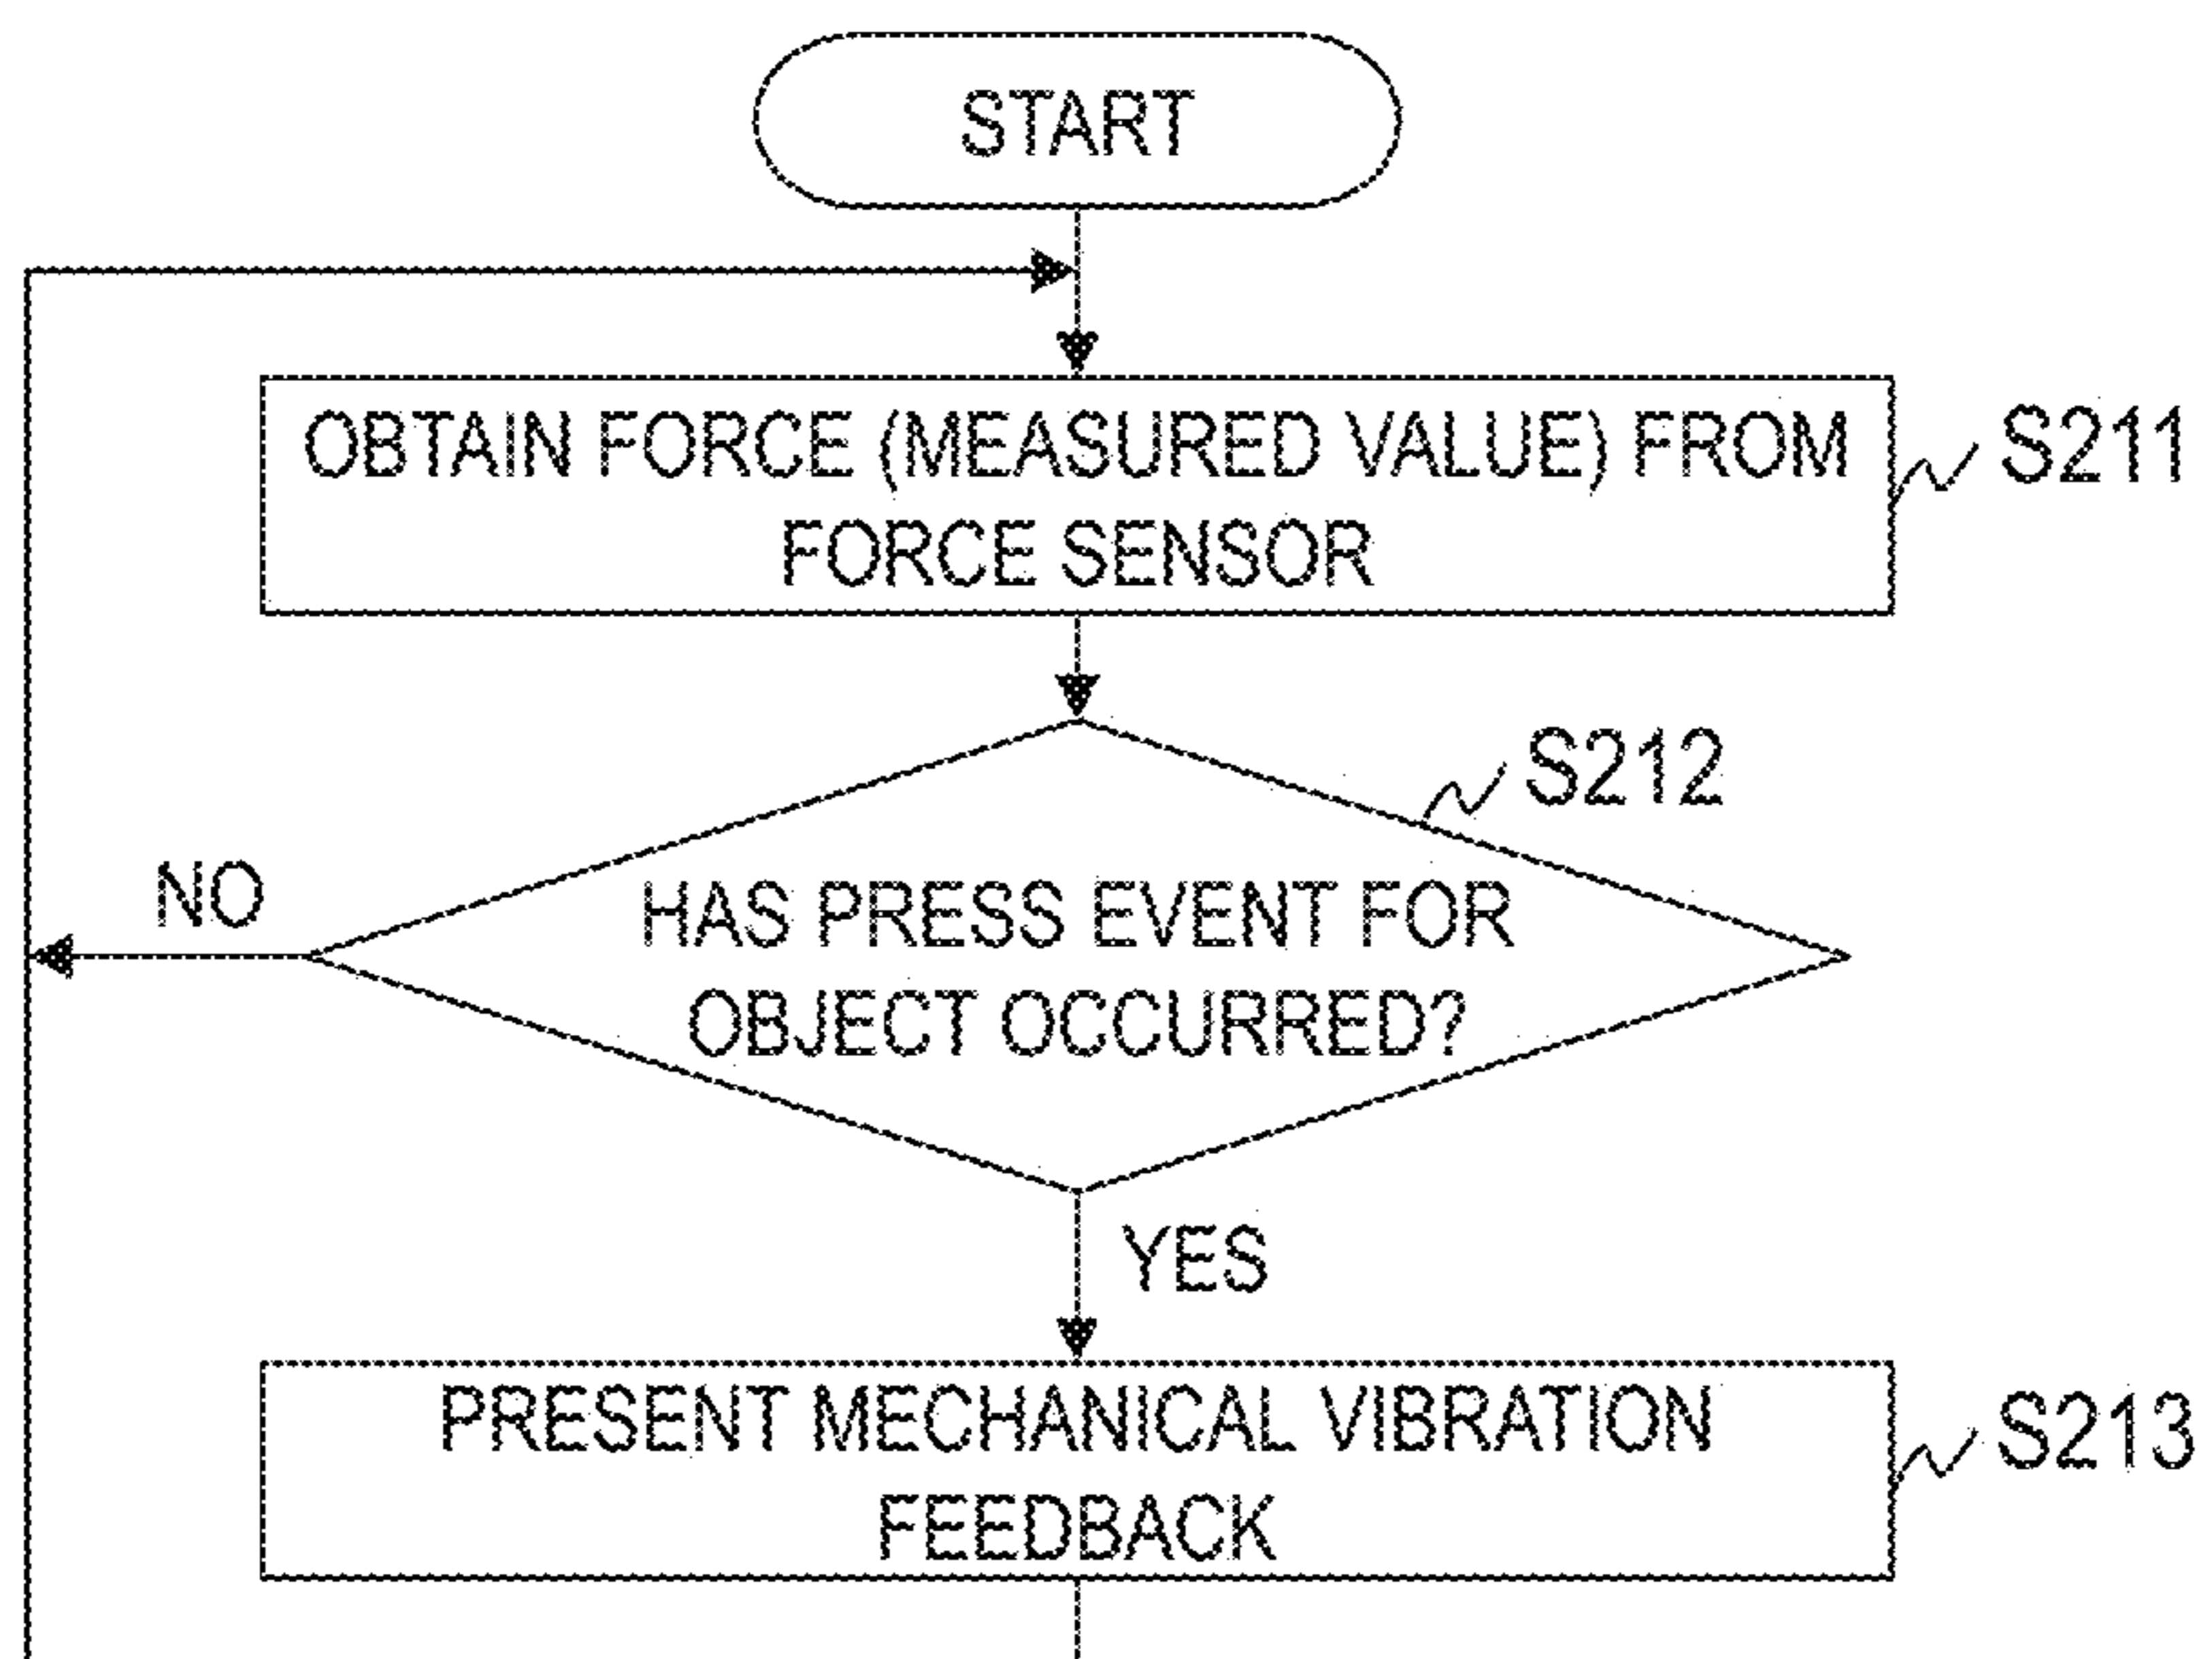 START
OBTAIN FORCE (MEASURED VALUE) FROM
FORCE SENSOR
S211
S212
HAS PRESS EVENT FOR
OBJECT OCCURRED?
NO
YES
PRESENT MECHANICAL VIBRATION
FEEDBACK
S213